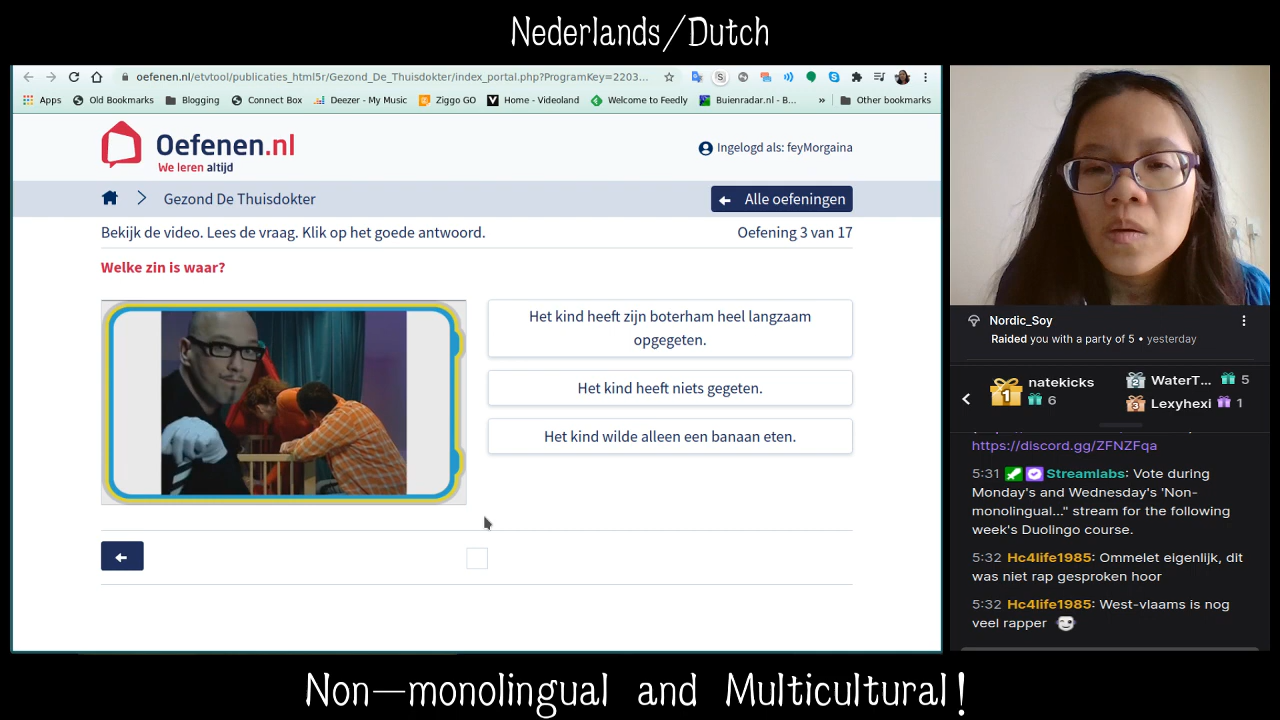 Nederlands/Dutch
oefenen.nl/etvtool/publicaties_html5r/Gezond_De_Thuisdokter/index_portal.php?ProgramKey=2203...
Apps Old Bookmarks Blogging Connect Box Deezer - My Music Ziggo GO Home - Videoland Welcome to Feedly Buienradar.nl - B... » Other bookmarks
Oefenen.nl
We leren altijd
Ingelogd als: feyMorgaina
Gezond De Thuisdokter
Alle oefeningen
Bekijk de video. Lees de vraag. Klik op het goede antwoord.
Oefening 3 van 17
Welke zin is waar?
Het kind heeft zijn boterham heel langzaam
opgegeten.
Het kind heeft niets gegeten.
Het kind wilde alleen een banaan eten.
Nordic_Soy
Raided you with a party of 5 • yesterday
1 natekicks
6
2 WaterT... 5
3 Lexyhexi 1
https://discord.gg/ZFNZFqa
5:31 Streamlabs: Vote during
Monday's and Wednesday's 'Non-
monolingual..." stream for the following
week's Duolingo course.
5:32 Hc4life1985: Ommelet eigenlijk, dit
was niet rap gesproken hoor
5:32 Hc4life1985: West-vlaams is nog
veel rapper
Non-monolingual and Multicultural!